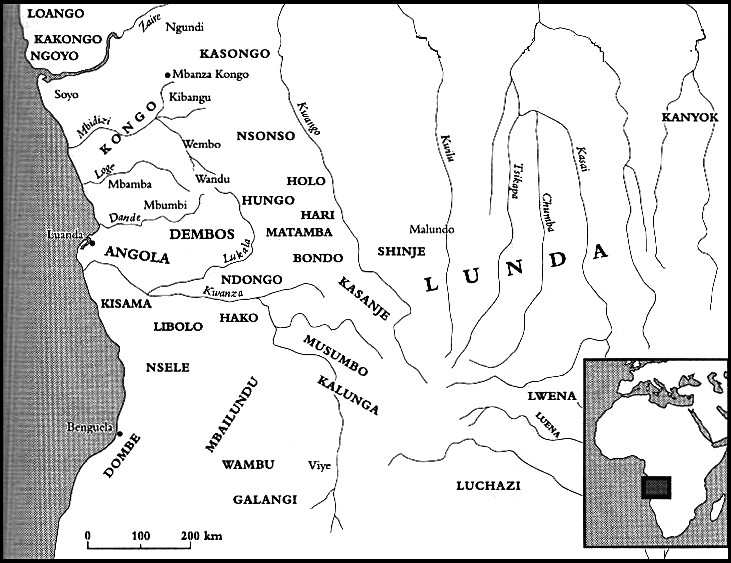 LOANGO
Zaire
Ngundi
KAKONGO
NGOYO
KASONGO
Mbanza Kongo
Soyo
Kibangu
KONGO
Mbidizi
Kwango
Kwilu
KANYOK
NSONSO
Wembo
Kasai
Loge
Tsikapa
Mbamba
Wandu
HOLO
Chumba
Mbumbi
HUNGO
HARI
Dande
Luanda
DEMBOS
MATAMBA
Malundo
ANGOLA
Lukala
BONDO
SHINJE
LUNDA
NDONGO
KASANJE
Kwanza
KISAMA
LIBOLO
HAKO
MUSUMBO
NSELE
KALUNGA
LWENA
MBAILUNDU
LUENA
Benguela
DOMBE
WAMBU
Viye
LUCHAZI
GALANGI
0 100 200 km